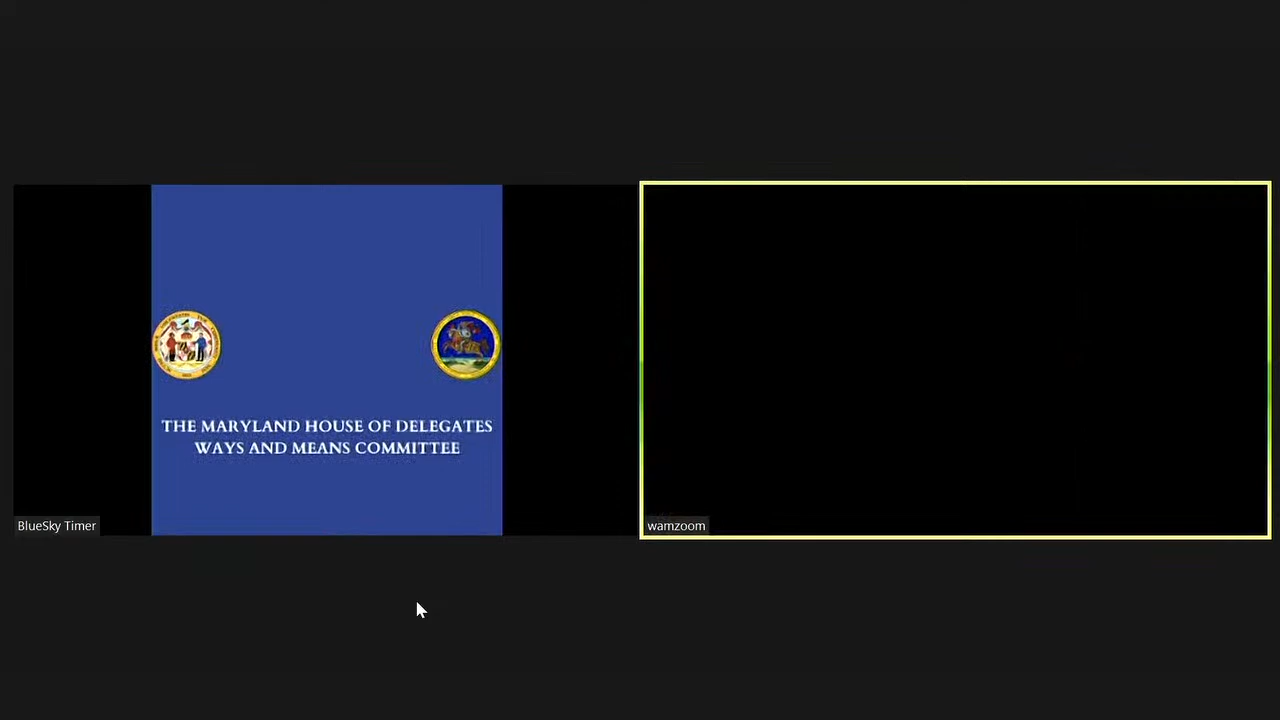 THE MARYLAND HOUSE OF DELEGATES
WAYS AND MEANS COMMITTEE
BlueSky Timer
wamzoom